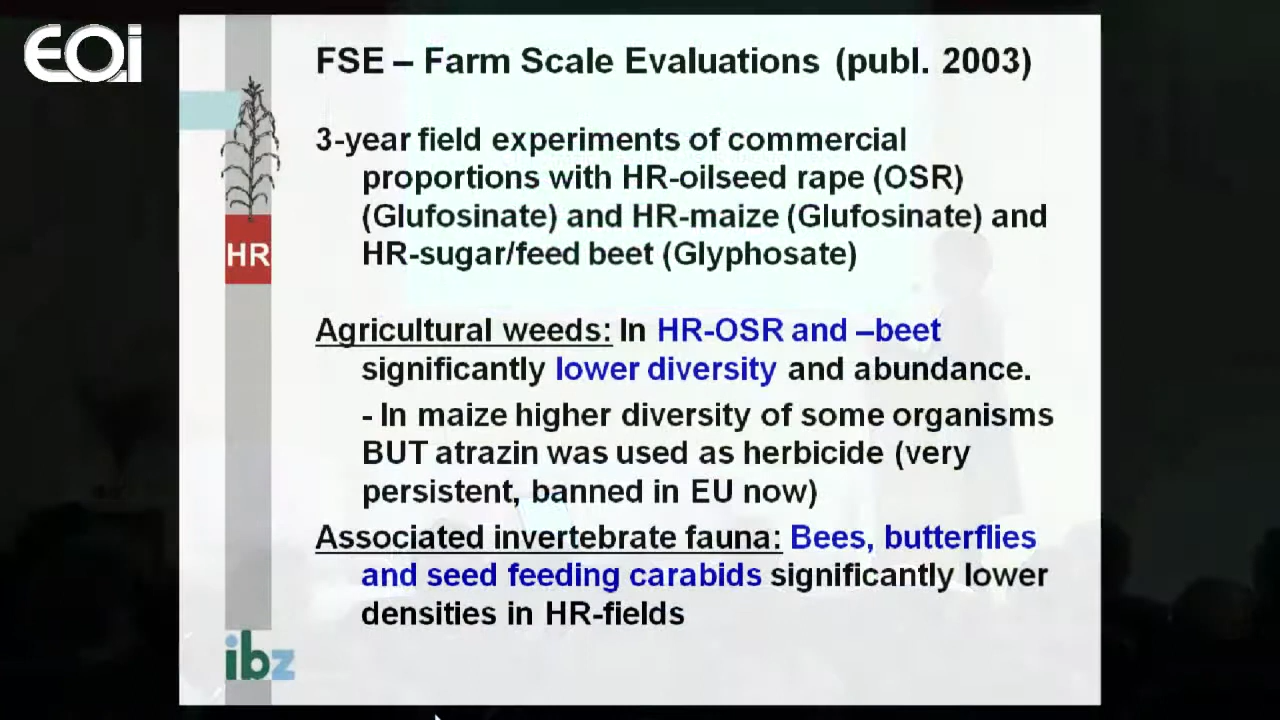 EOi
FSE – Farm Scale Evaluations (publ. 2003)
3-year field experiments of commercial
proportions with HR-oilseed rape (OSR)
(Glufosinate) and HR-maize (Glufosinate) and
HR-sugar/feed beet (Glyphosate)
HR
Agricultural weeds: In HR-OSR and –beet
significantly lower diversity and abundance.
- In maize higher diversity of some organisms
BUT atrazin was used as herbicide (very
persistent, banned in EU now)
Associated invertebrate fauna: Bees, butterflies
and seed feeding carabids significantly lower
densities in HR-fields
ibz